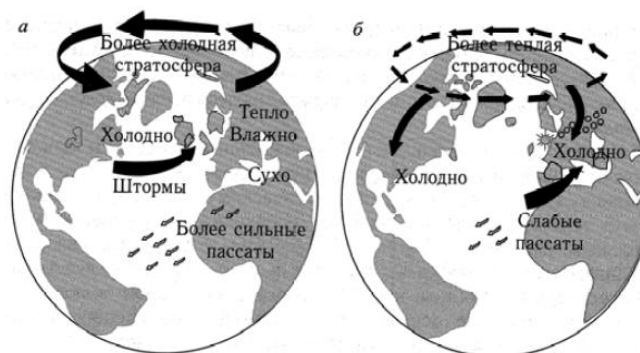 а
Более холодная
стратосфера
Холодно
Тепло
Влажно
Штормы
Сухо
Более сильные
пассаты
б
Более теплая
стратосфера
Холодно
Холодно
Слабые
пассаты